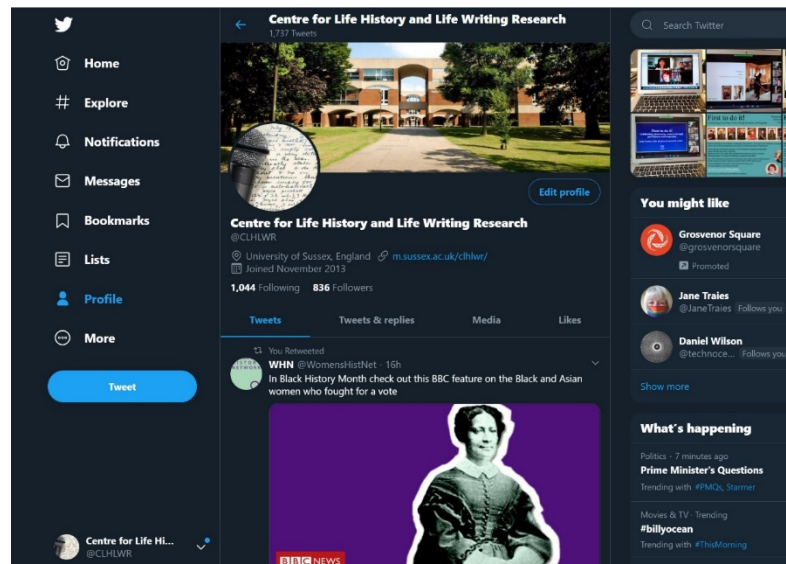 Home
Explore
Notifications
Messages
Bookmarks
Lists
Profile
More
Tweet
Centre for Life Hi...
@CLHLWR
Centre for Life History and Life Writing Research
1,737 Tweets
Edit profile
Centre for Life History and Life Writing Research
@CLHLWR
University of Sussex, England m.sussex.ac.uk/clhlwr/
Joined November 2013
1,044 Following 836 Followers
Tweets Tweets & replies Media Likes
You Retweeted
WHN @WomensHistNet · 16h
In Black History Month check out this BBC feature on the Black and Asian
women who fought for a vote
BBC NEWS
Search Twitter
First to do it!
You might like
Grosvenor Square
@grosvenorsquare
Promoted
Jane Traies
@JaneTraies Follows you
Daniel Wilson
@technoce... Follows you
Show more
What's happening
Politics · 7 minutes ago
Prime Minister's Questions
Trending with #PMQs, Starmer
Movies & TV · Trending
#billyocean
Trending with #ThisMorning